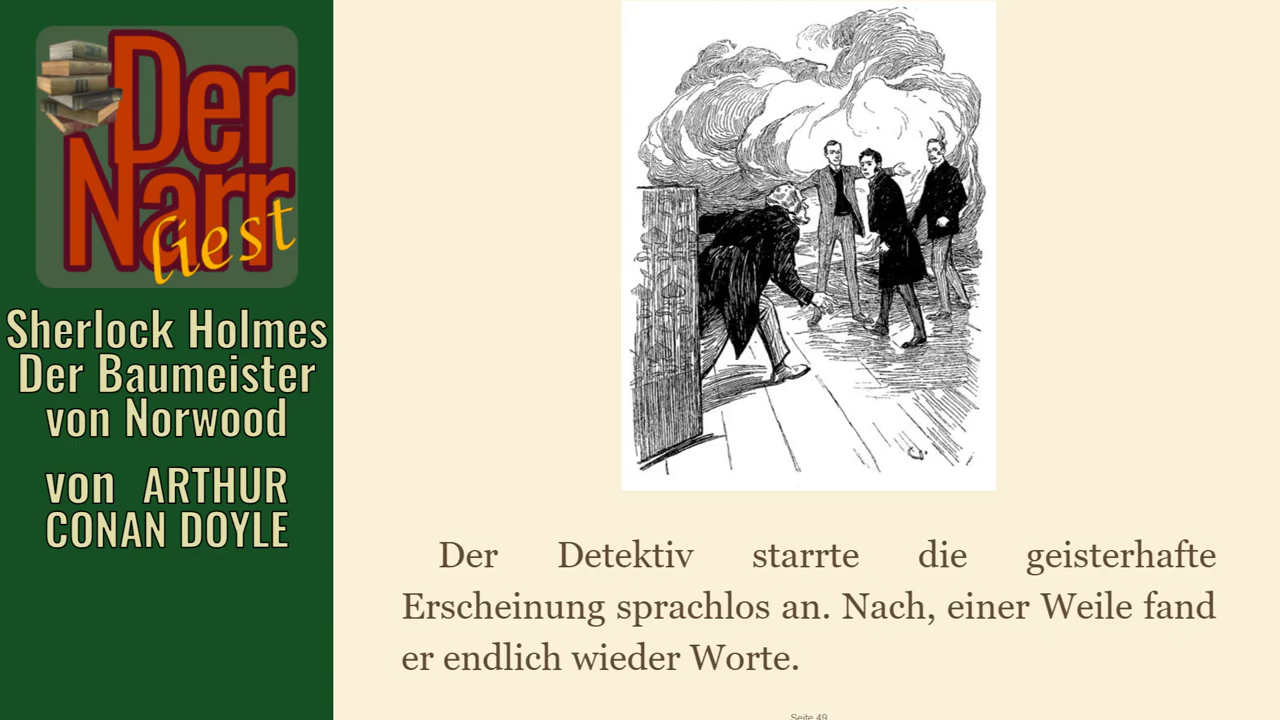 Der
Narr
liest
Sherlock Holmes
Der Baumeister
von Norwood
von ARTHUR
CONAN DOYLE
Der Detektiv starrte die geisterhafte
Erscheinung sprachlos an. Nach, einer Weile fand
er endlich wieder Worte.
Seite 49